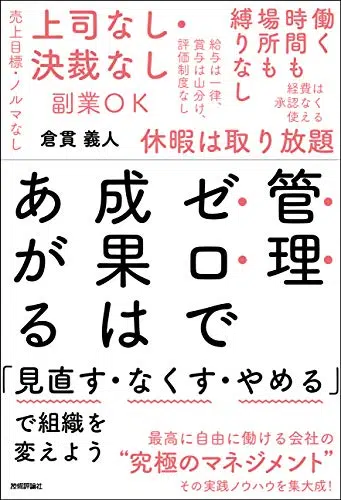 働く
時間も
場所も
縛りなし
経費は
承認なく
使える
上司なし・
決裁なし
給与は一律、
賞与は山分け、
評価制度なし
副業OK
売上目標・ノルマなし
倉貫 義人
休暇は取り放題
管理
ゼロで
成果は
あがる
「見直す・なくす・やめる」
で組織を
変えよう
最高に自由に働ける会社の
“究極のマネジメント”
その実践ノウハウを集大成!
技術評論社